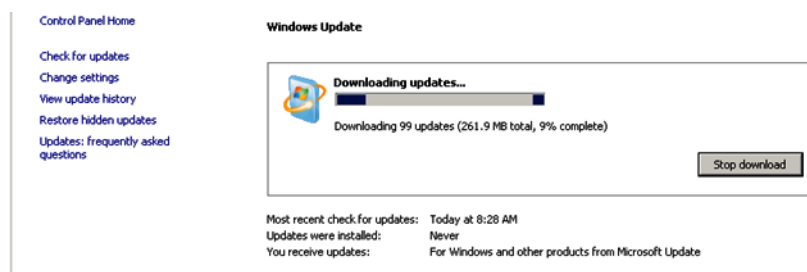 Control Panel Home
Check for updates
Change settings
View update history
Restore hidden updates
Updates: frequently asked
questions
Windows Update
Downloading updates...
Downloading 99 updates (261.9 MB total, 9% complete)
Stop download
Most recent check for updates: Today at 8:28 AM
Updates were installed: Never
You receive updates: For Windows and other products from Microsoft Update